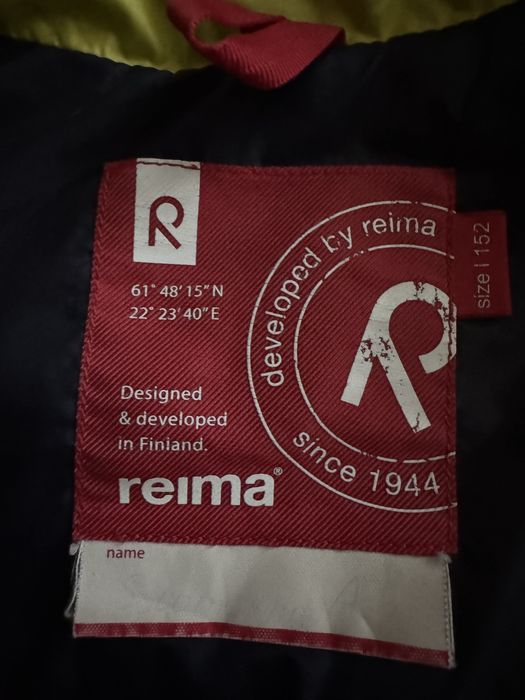 R
61° 48' 15" N
22° 23' 40" E
developed by reima
since 1944
R
size | 152
Designed
& developed
in Finland.
reima®
name